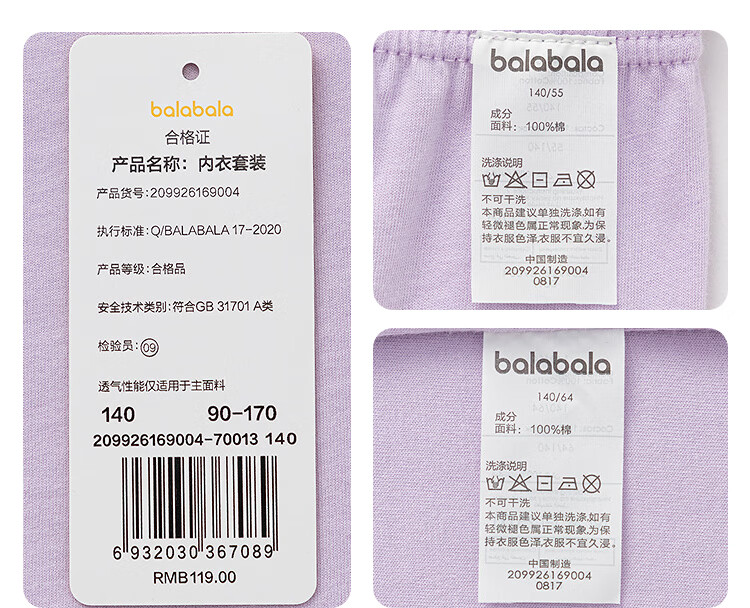 balabala
合格证
产品名称：内衣套装
产品货号：209926169004
执行标准：Q/BALABALA 17-2020
产品等级：合格品
安全技术类别：符合GB 31701 A类
检验员：09
透气性能仅适用于主面料
140 90-170
209926169004-70013 140
6 932030 367089
RMB119.00
balabala
140/55
成分
面料：100%棉
洗涤说明
不可干洗
本商品建议单独洗涤,如有
轻微褪色属正常现象,为保
持衣服色泽,衣服不宜久浸。
中国制造
209926169004
0817
balabala
140/64
成分
面料：100%棉
洗涤说明
不可干洗
本商品建议单独洗涤,如有
轻微褪色属正常现象,为保
持衣服色泽,衣服不宜久浸。
中国制造
209926169004
0817